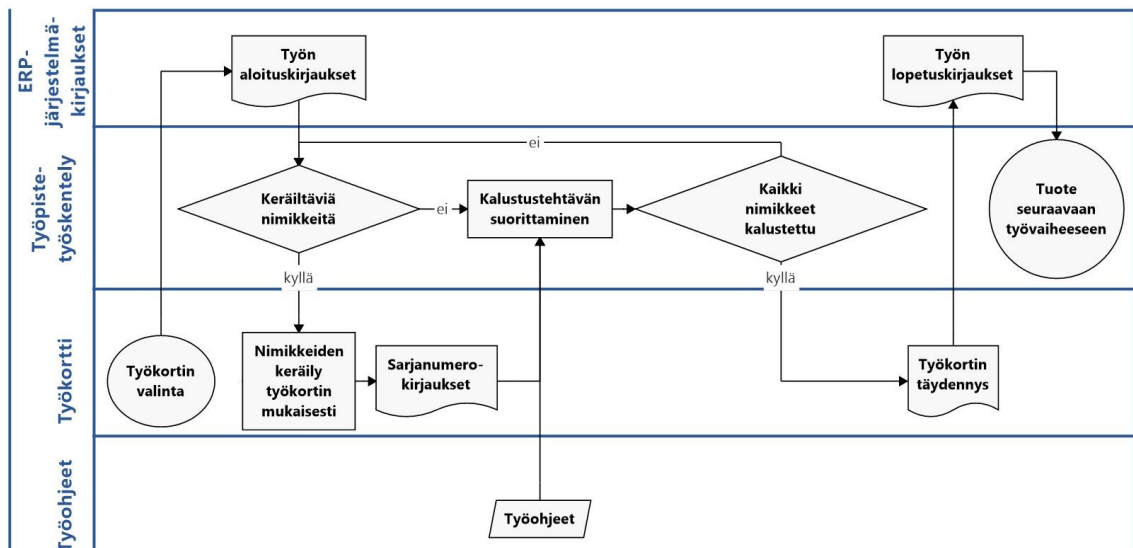 ERP-
järjestelmä-
kirjaukset
Työn
aloituskirjaukset
Työn
lopetuskirjaukset
Työpiste-
työskentely
ei
Keräiltäviä
nimikkeitä
ei
Kalustustehtävän
suorittaminen
Kaikki
nimikkeet
kalustettu
Tuote
seuraavaan
työvaiheeseen
kyllä
kyllä
Työkortti
Työkortin
valinta
Nimikkeiden
keräily
työkortin
mukaisesti
Sarjanumero-
kirjaukset
Työkortin
täydennys
Työohjeet
Työohjeet